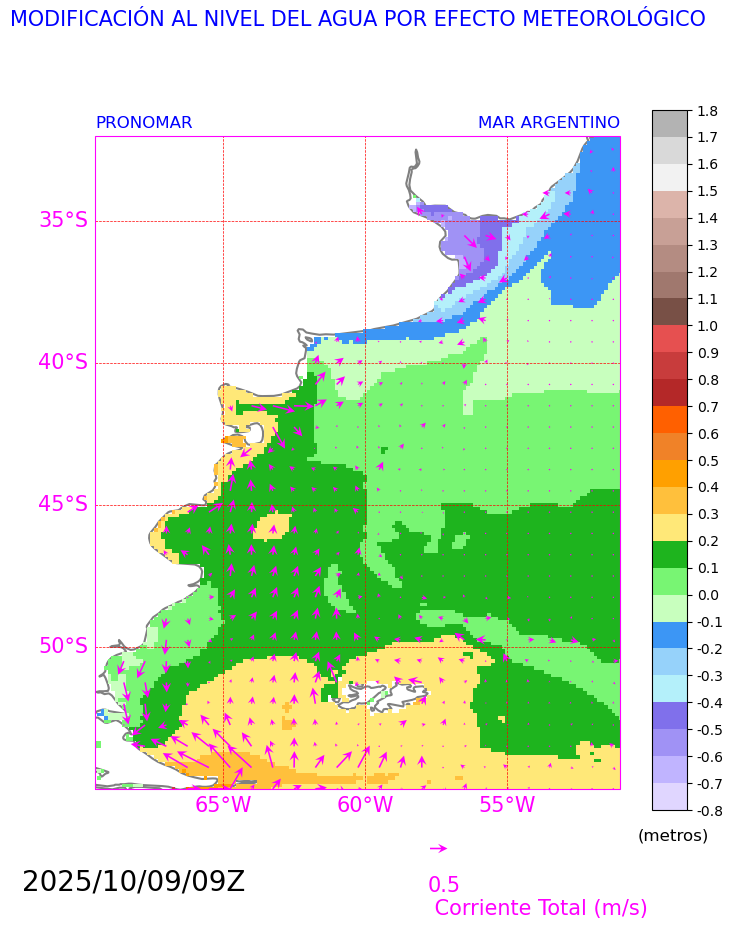 MODIFICACIÓN AL NIVEL DEL AGUA POR EFECTO METEOROLÓGICO
PRONOMAR
MAR ARGENTINO
35°S
40°S
45°S
50°S
65°W
60°W
55°W
1.8
1.7
1.6
1.5
1.4
1.3
1.2
1.1
1.0
0.9
0.8
0.7
0.6
0.5
0.4
0.3
0.2
0.1
0.0
-0.1
-0.2
-0.3
-0.4
-0.5
-0.6
-0.7
-0.8
(metros)
2025/10/09/09Z
0.5
Corriente Total (m/s)